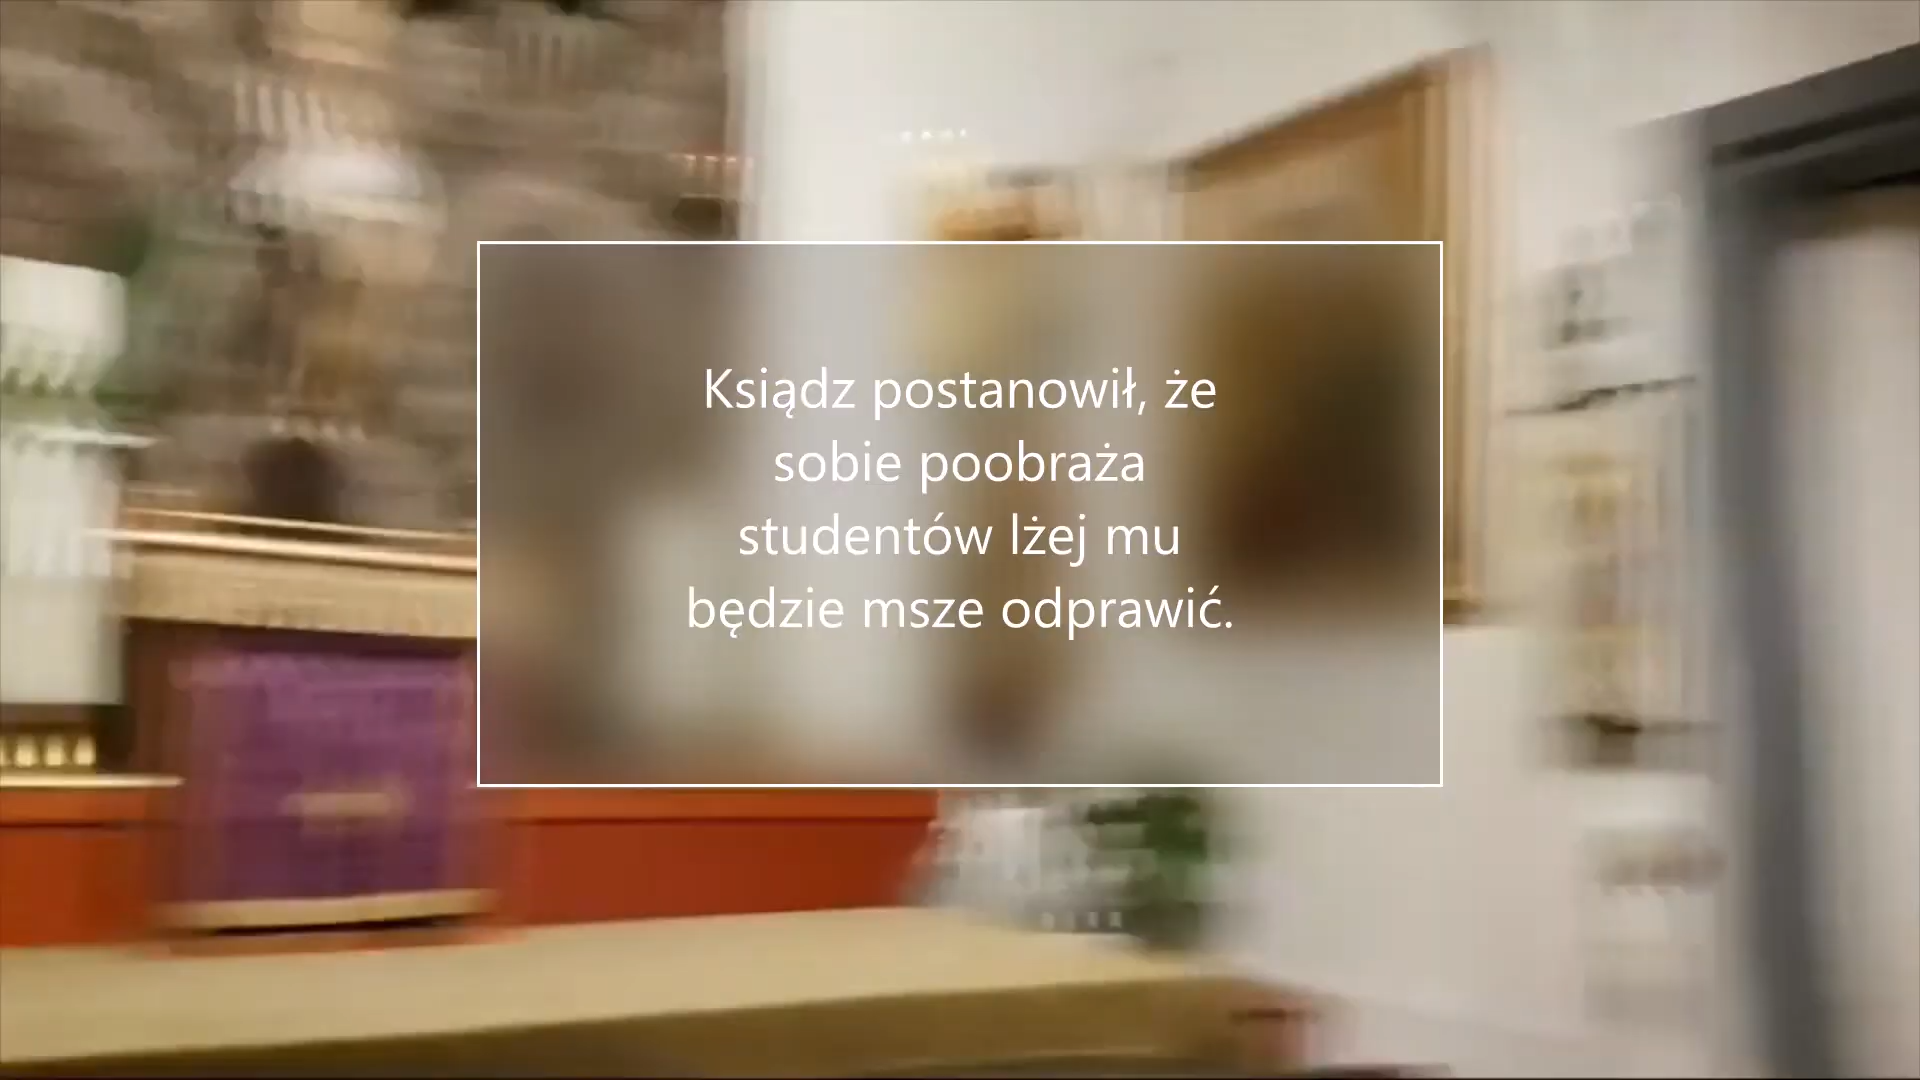 Ksiądz postanowił, że
sobie poobraża
studentów lżej mu
będzie msze odprawić.